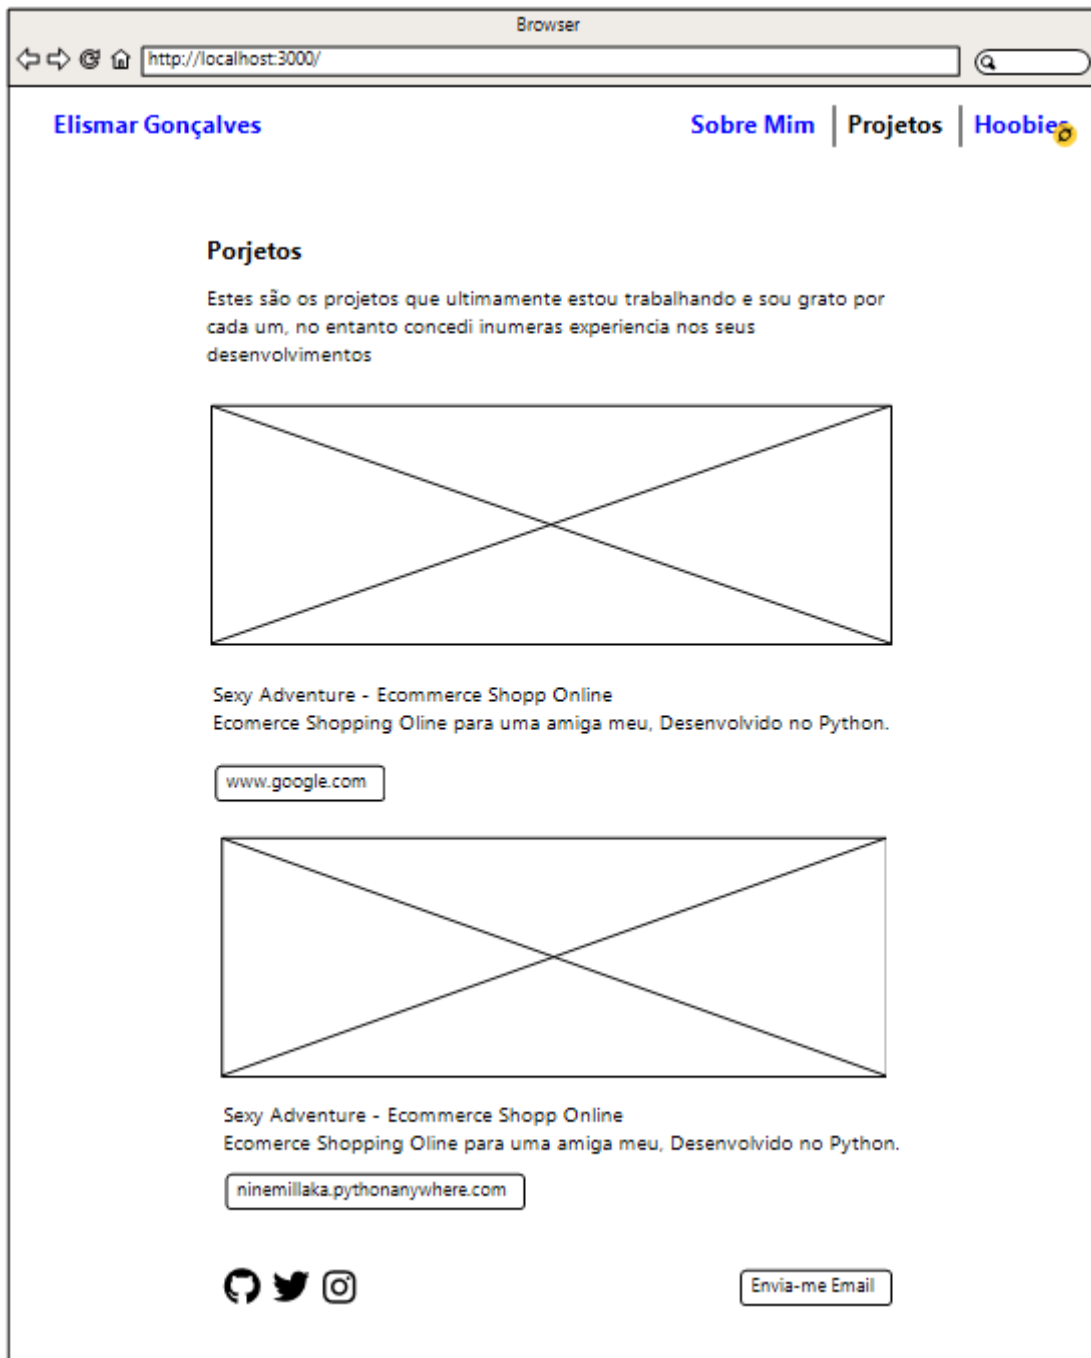 Browser
http://localhost:3000/
Elismar Gonçalves
Sobre Mim
Projetos
Hoobies
Porjetos
Estes são os projetos que ultimamente estou trabalhando e sou grato por
cada um, no entanto concedi inumeras experiencia nos seus
desenvolvimentos
Sexy Adventure - Ecommerce Shopp Online
Ecomerce Shopping Oline para uma amiga meu, Desenvolvido no Python.
www.google.com
Sexy Adventure - Ecommerce Shopp Online
Ecomerce Shopping Oline para uma amiga meu, Desenvolvido no Python.
ninemillaka.pythonanywhere.com
Envia-me Email